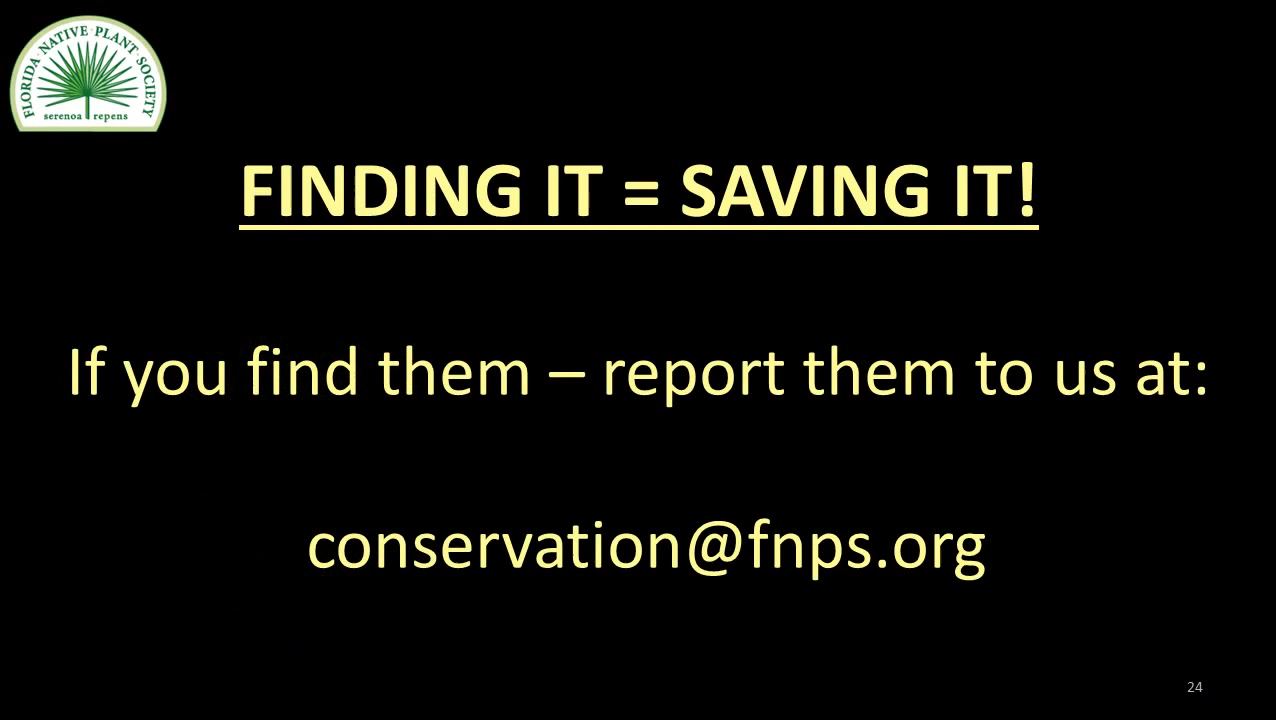 FLORIDA · NATIVE · PLANT · SOCIETY
serenoa repens
FINDING IT = SAVING IT!
If you find them – report them to us at:
conservation@fnps.org
24